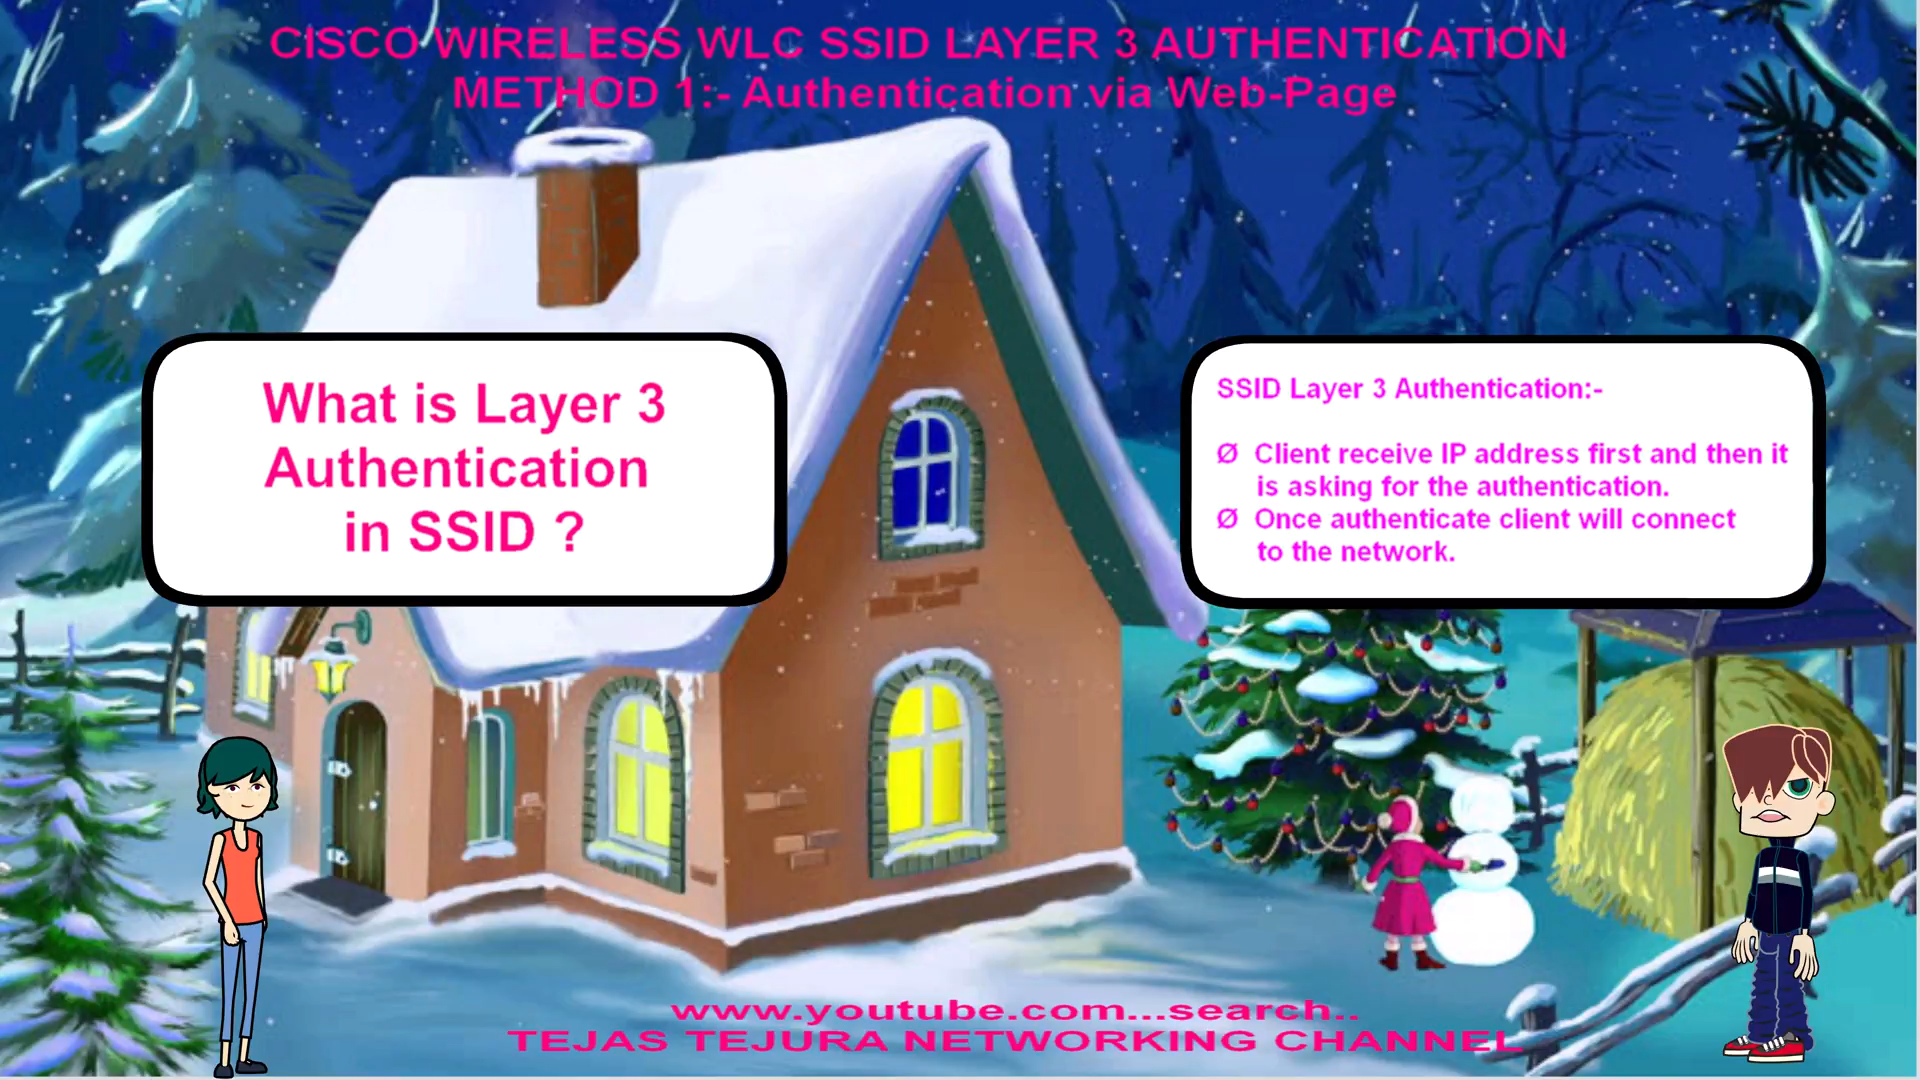 CISCO WIRELESS WLC SSID LAYER 3 AUTHENTICATION
METHOD 1:- Authentication via Web-Page
What is Layer 3
Authentication
in SSID ?
SSID Layer 3 Authentication:-
Ø Client receive IP address first and then it
is asking for the authentication.
Ø Once authenticate client will connect
to the network.
www.youtube.com...search..
TEJAS TEJURA NETWORKING CHANNEL